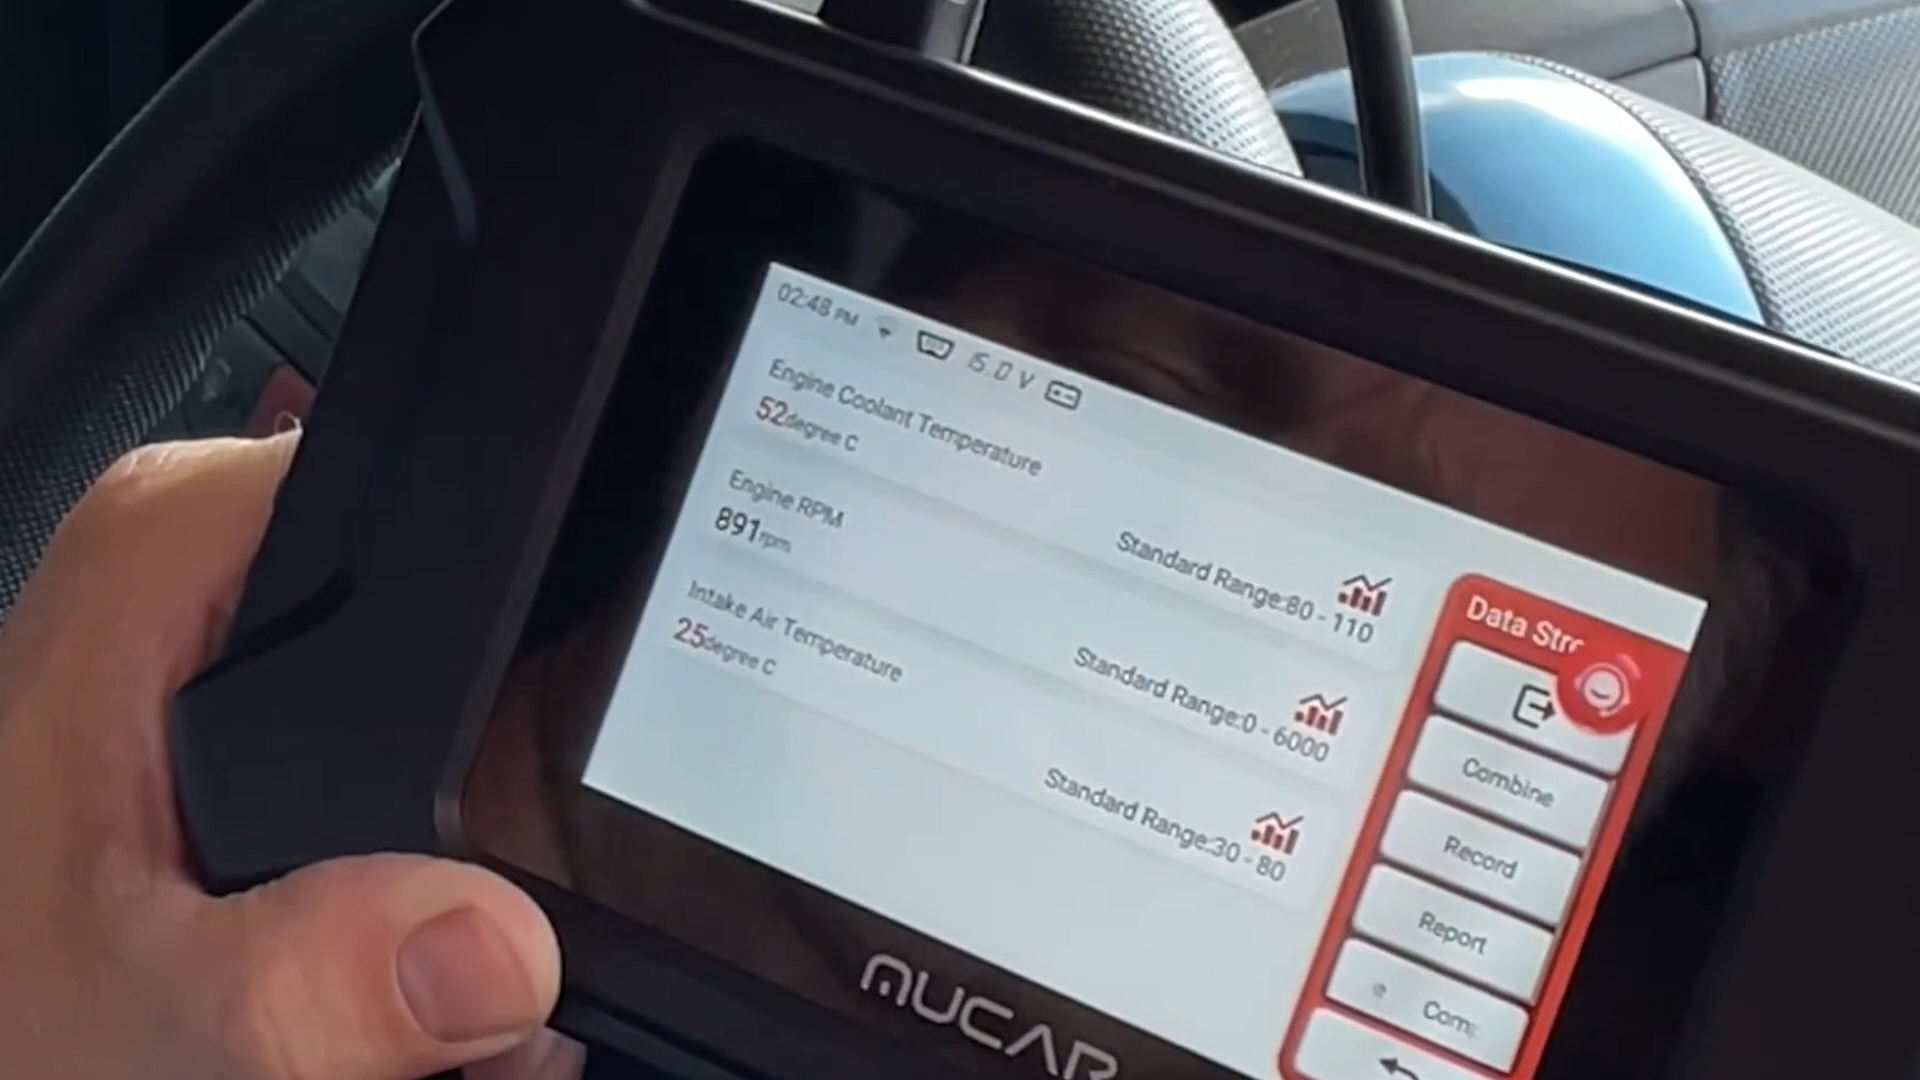 02:48 PM 15.0 V
Engine Coolant Temperature
52degree C
Standard Range:80 - 110
Engine RPM
891rpm
Standard Range:0 - 6000
Intake Air Temperature
25degree C
Standard Range:30 - 80
Data Str
Combine
Record
Report
e Com
MUCAR